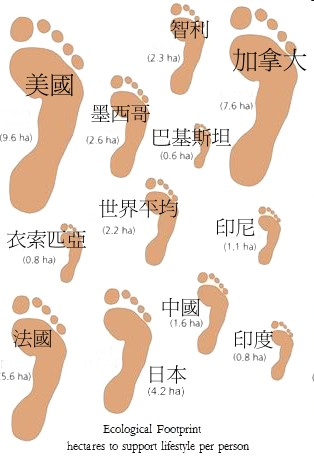 智利
(2.3 ha)
加拿大
(7.6 ha)
美國
(9.6 ha)
墨西哥
(2.6 ha)
巴基斯坦
(0.6 ha)
世界平均
(2.2 ha)
印尼
(1.1 ha)
衣索匹亞
(0.8 ha)
中國
(1.6 ha)
法國
(5.6 ha)
印度
(0.8 ha)
日本
(4.2 ha)
Ecological Footprint
hectares to support lifestyle per person